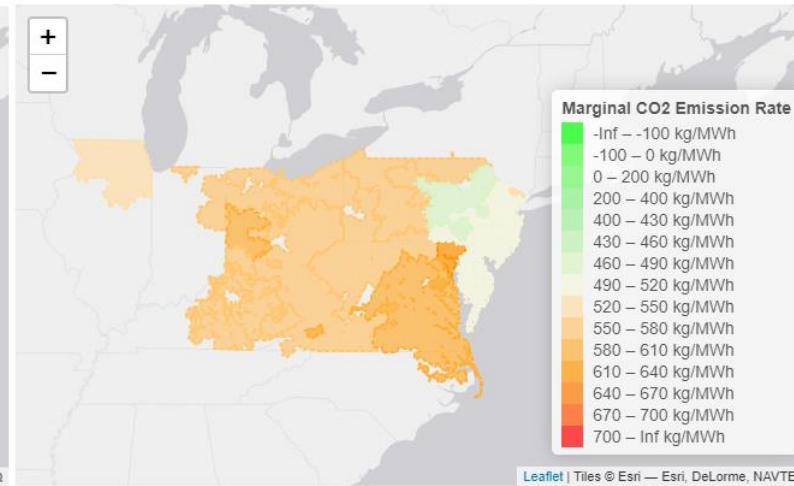 +
−
Marginal CO2 Emission Rate
-Inf – -100 kg/MWh
-100 – 0 kg/MWh
0 – 200 kg/MWh
200 – 400 kg/MWh
400 – 430 kg/MWh
430 – 460 kg/MWh
460 – 490 kg/MWh
490 – 520 kg/MWh
520 – 550 kg/MWh
550 – 580 kg/MWh
580 – 610 kg/MWh
610 – 640 kg/MWh
640 – 670 kg/MWh
670 – 700 kg/MWh
700 – Inf kg/MWh
Leaflet | Tiles © Esri — Esri, DeLorme, NAVTE